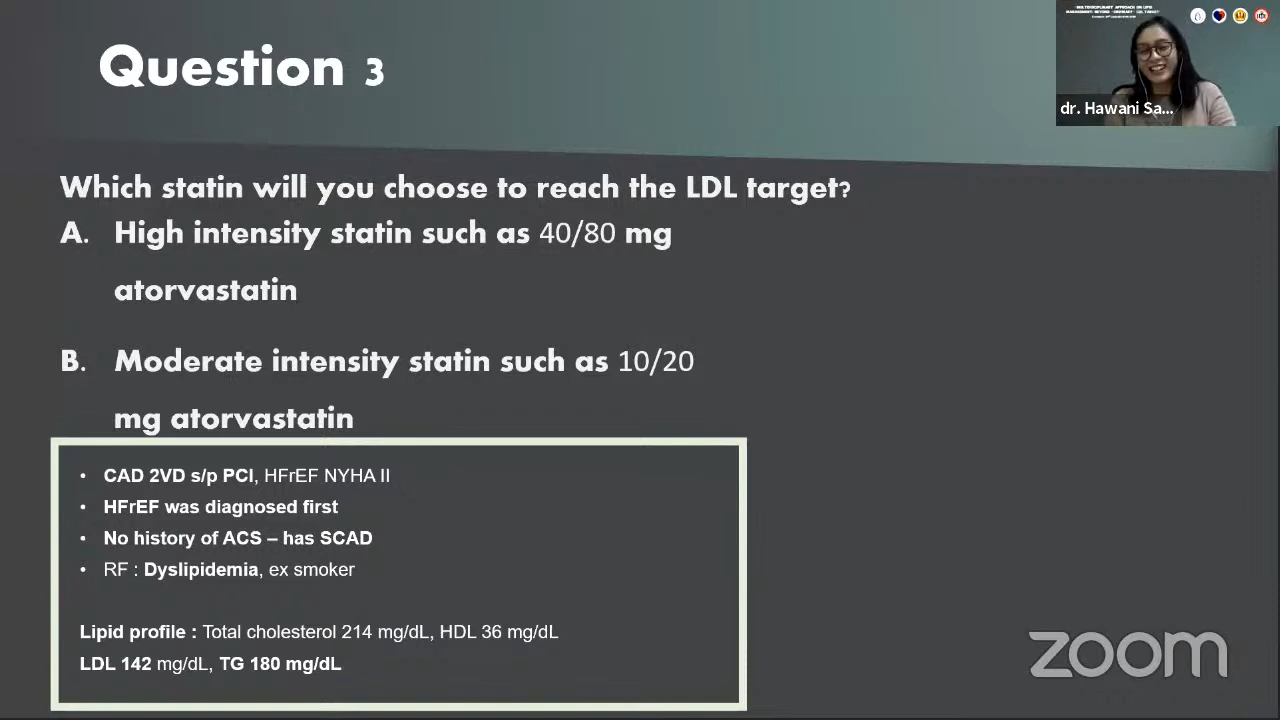 Question 3
dr. Hawani Sa...
Which statin will you choose to reach the LDL target?
A. High intensity statin such as 40/80 mg
atorvastatin
B. Moderate intensity statin such as 10/20
mg atorvastatin
• CAD 2VD s/p PCI, HFrEF NYHA II
• HFrEF was diagnosed first
• No history of ACS – has SCAD
• RF : Dyslipidemia, ex smoker
Lipid profile : Total cholesterol 214 mg/dL, HDL 36 mg/dL
LDL 142 mg/dL, TG 180 mg/dL
zoom